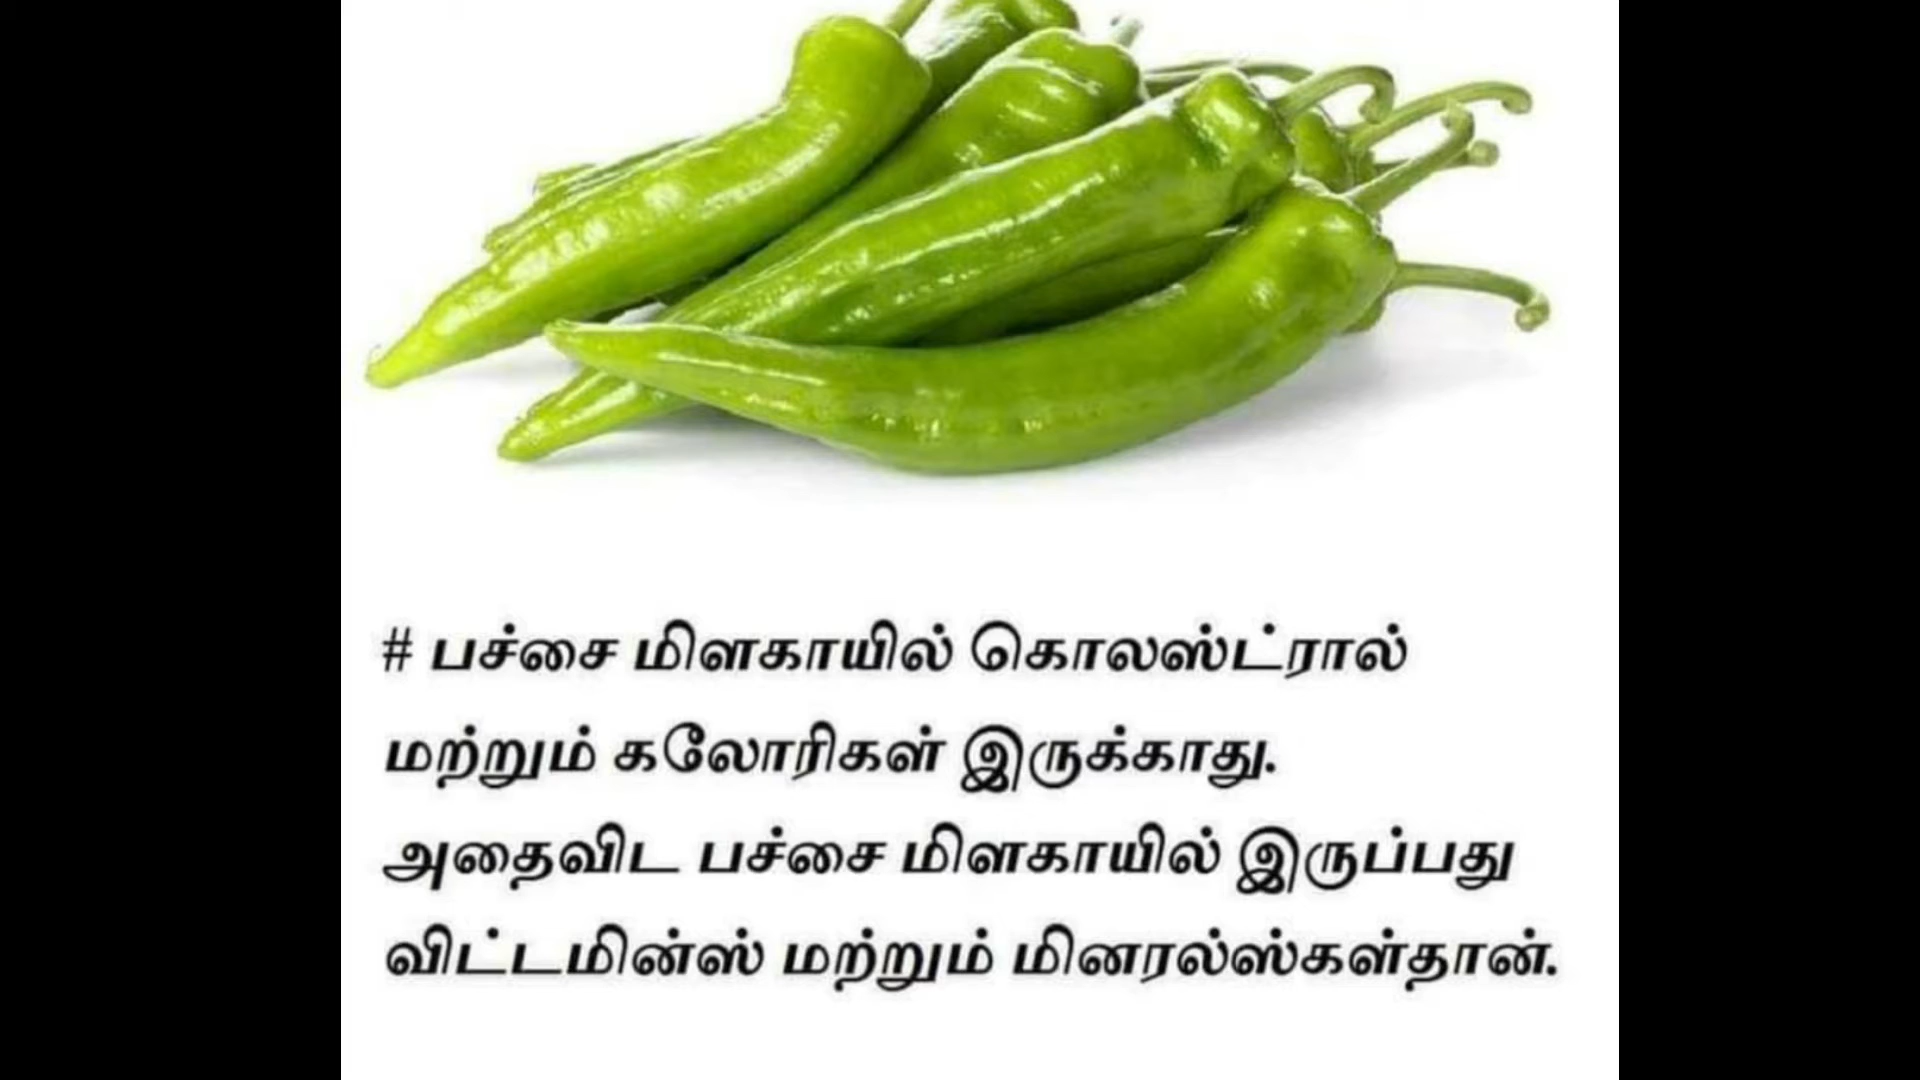 # பச்சை மிளகாயில் கொலஸ்ட்ரால்
மற்றும் கலோரிகள் இருக்காது.
அதைவிட பச்சை மிளகாயில் இருப்பது
விட்டமின்ஸ் மற்றும் மினரல்ஸ்கள்தான்.